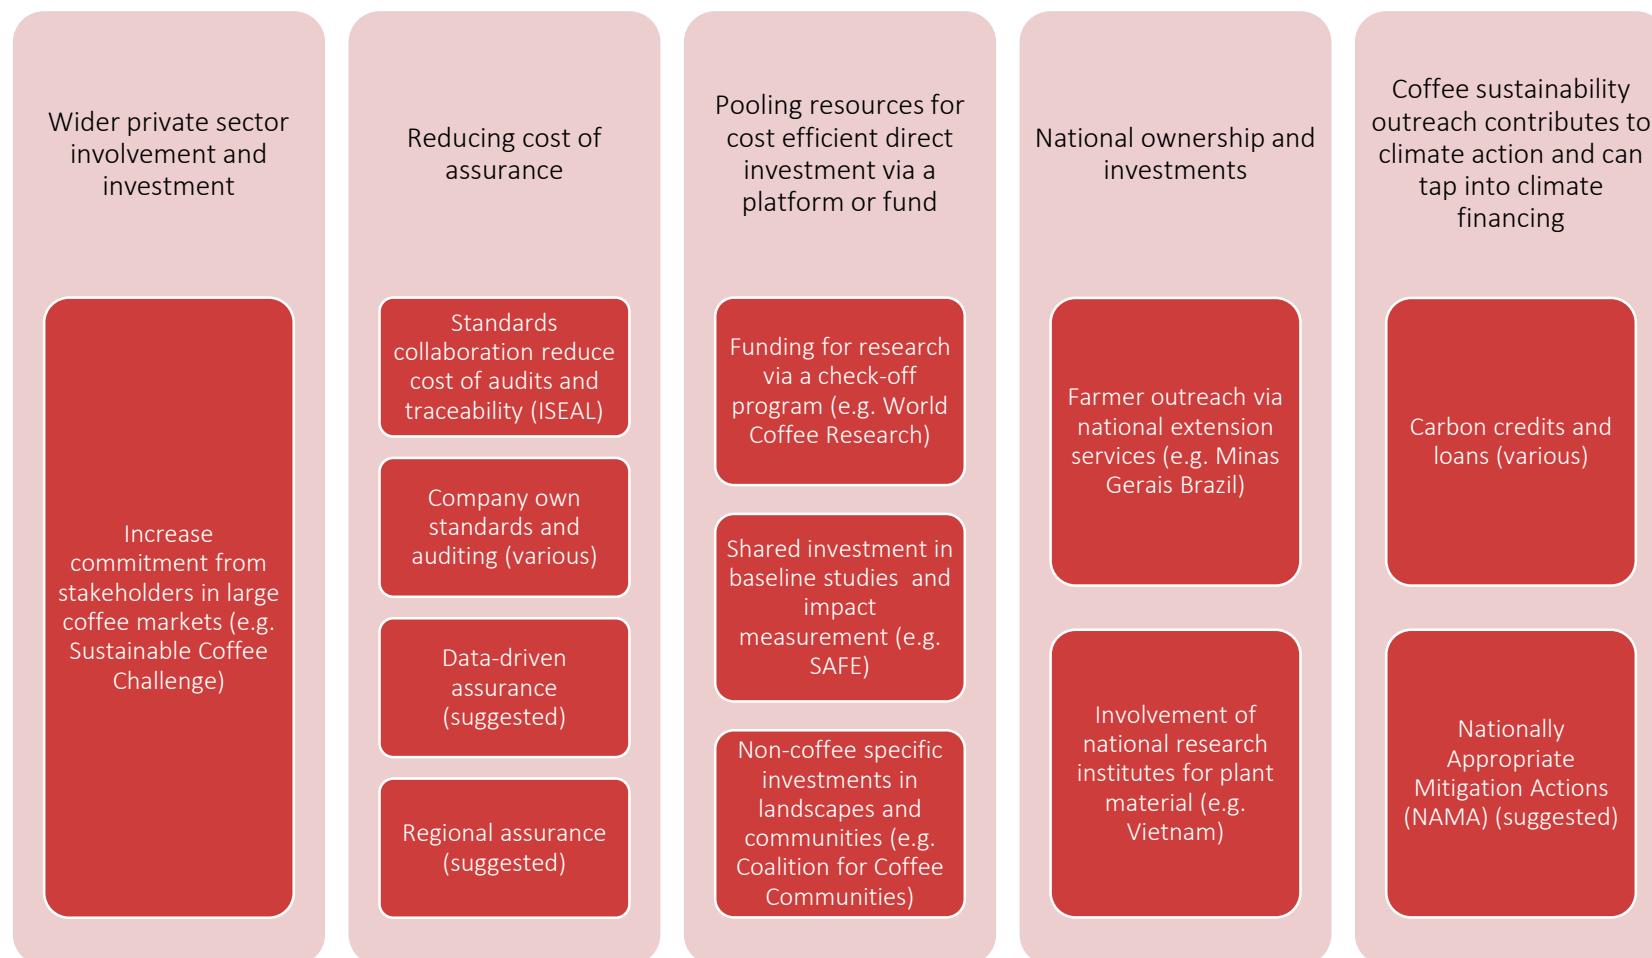 Wider private sector
involvement and
investment
Increase
commitment from
stakeholders in large
coffee markets (e.g.
Sustainable Coffee
Challenge)
Reducing cost of
assurance
Standards
collaboration reduce
cost of audits and
traceability (ISEAL)
Company own
standards and
auditing (various)
Data-driven
assurance
(suggested)
Regional assurance
(suggested)
Pooling resources for
cost efficient direct
investment via a
platform or fund
Funding for research
via a check-off
program (e.g. World
Coffee Research)
Shared investment in
baseline studies and
impact
measurement (e.g.
SAFE)
Non-coffee specific
investments in
landscapes and
communities (e.g.
Coalition for Coffee
Communities)
National ownership and
investments
Farmer outreach via
national extension
services (e.g. Minas
Gerais Brazil)
Involvement of
national research
institutes for plant
material (e.g.
Vietnam)
Coffee sustainability
outreach contributes to
climate action and can
tap into climate
financing
Carbon credits and
loans (various)
Nationally
Appropriate
Mitigation Actions
(NAMA) (suggested)